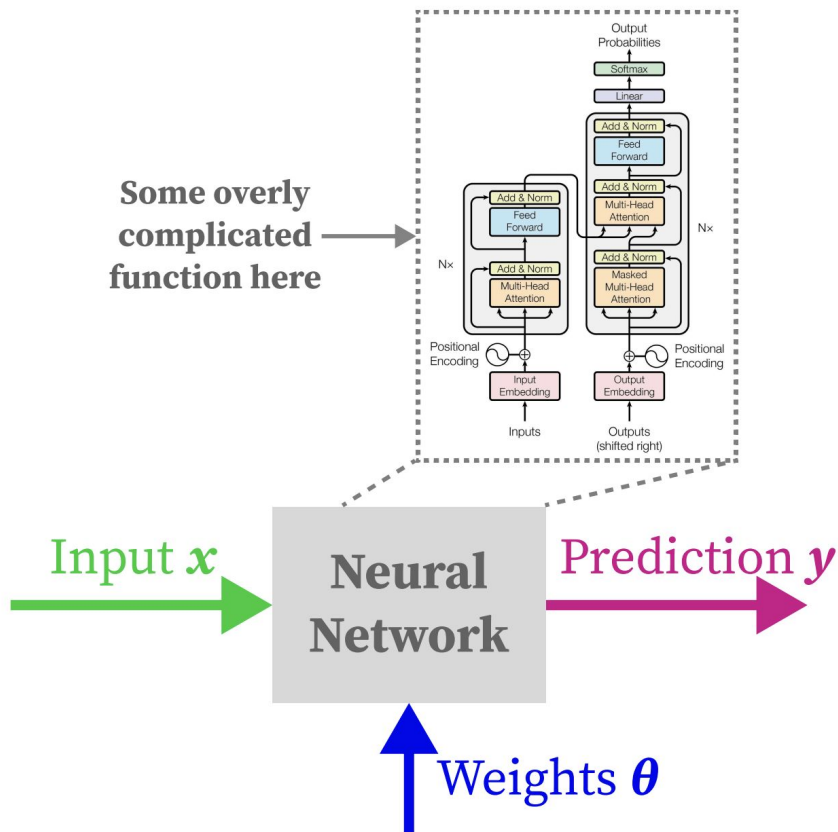 Output
Probabilities
Softmax
Linear
Add & Norm
Feed
Forward
Add & Norm
Multi-Head
Attention
Add & Norm
Masked
Multi-Head
Attention
Nx
Add & Norm
Feed
Forward
Add & Norm
Multi-Head
Attention
Nx
Some overly
complicated
function here
Positional
Encoding
Positional
Encoding
Input
Embedding
Output
Embedding
Inputs
Outputs
(shifted right)
Input x
Neural
Network
Prediction y
Weights θ